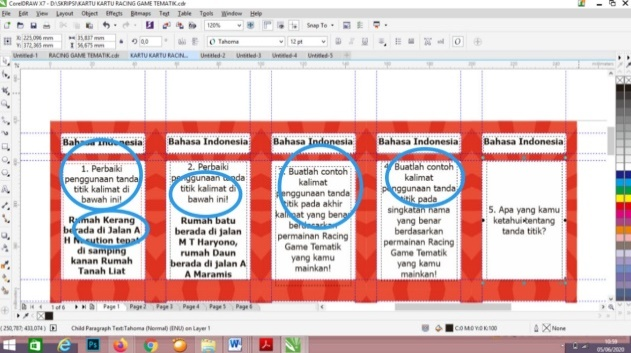 CorelDRAW X7 - D:\SKRIPSI\KARTU KARTU RACING GAME TEMATIK.cdr
File Edit View Layout Object Effects Bitmaps Text Table Tools Window Help
120% Snap To
X: 221,096 mm 35,837 mm
Y: 372,365 mm 56,675 mm
0,0 Tahoma 12 pt
Untitled-1 RACING GAME TEMATIK.cdr KARTU KARTU RACIN... Untitled-2 Untitled-3 Untitled-4 Untitled-5
millimeters
Bahasa Indonesia
1. Perbaiki
penggunaan tanda
titik kalimat di
bawah ini!
Rumah Kerang
berada di Jalan A
H Nasution tepat
di samping
kanan Rumah
Tanah Liat
Bahasa Indonesia
2. Perbaiki
penggunaan tanda
titik kalimat di
bawah ini!
Rumah batu
berada di jalan
M T Haryono,
rumah Daun
berada di jalan A
A Maramis
Bahasa Indonesia
3. Buatlah contoh
kalimat
penggunaan tanda
titik pada akhir
kalimat yang benar
berdasarkan
permainan Racing
Game Tematik
yang kamu
mainkan!
Bahasa Indonesia
4. Buatlah contoh
kalimat
penggunaan tanda
titik pada
singkatan nama
yang benar
berdasarkan
permainan Racing
Game Tematik
yang kamu
mainkan!
Bahasa Indonesia
5. Apa yang kamu
ketahui tentang
tanda titik?
1 of 6 Page 1 Page 2 Page 3 Page 4 Page 5 Page 6
(250,787; 433,074) Child Paragraph Text:Tahoma (Normal) (ENU) on Layer 1 C:0 M:0 Y:0 K:100 None
05/06/2020